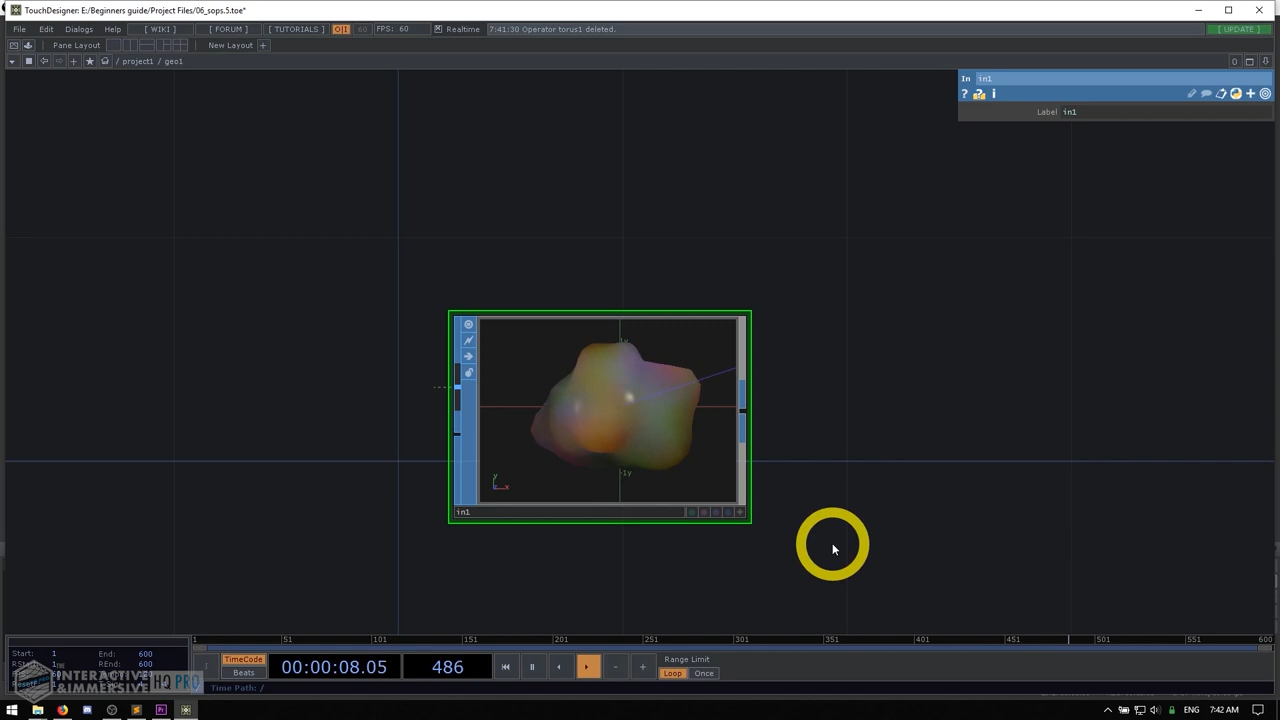 TouchDesigner: E:/Beginners guide/Project Files/06_sops.5.toe*
File Edit Dialogs Help [ WIKI ] [ FORUM ] [ TUTORIALS ] O|I 60 FPS: 60 Realtime 7:41:30 Operator torus1 deleted. [ UPDATE ]
Pane Layout New Layout +
/ project1 / geo1 0
In in1
? i
Label in1
1y
-1y
y
x
in1
1 51 101 151 201 251 301 351 401 451 501 551 600
Start: 1 End: 600
REnd: 600
TimeCode
Beats
00:00:08.05
486
Range Limit
Loop Once
INTERACTIVE
& IMMERSIVE HQ PRO
Time Path: /
ENG 7:42 AM